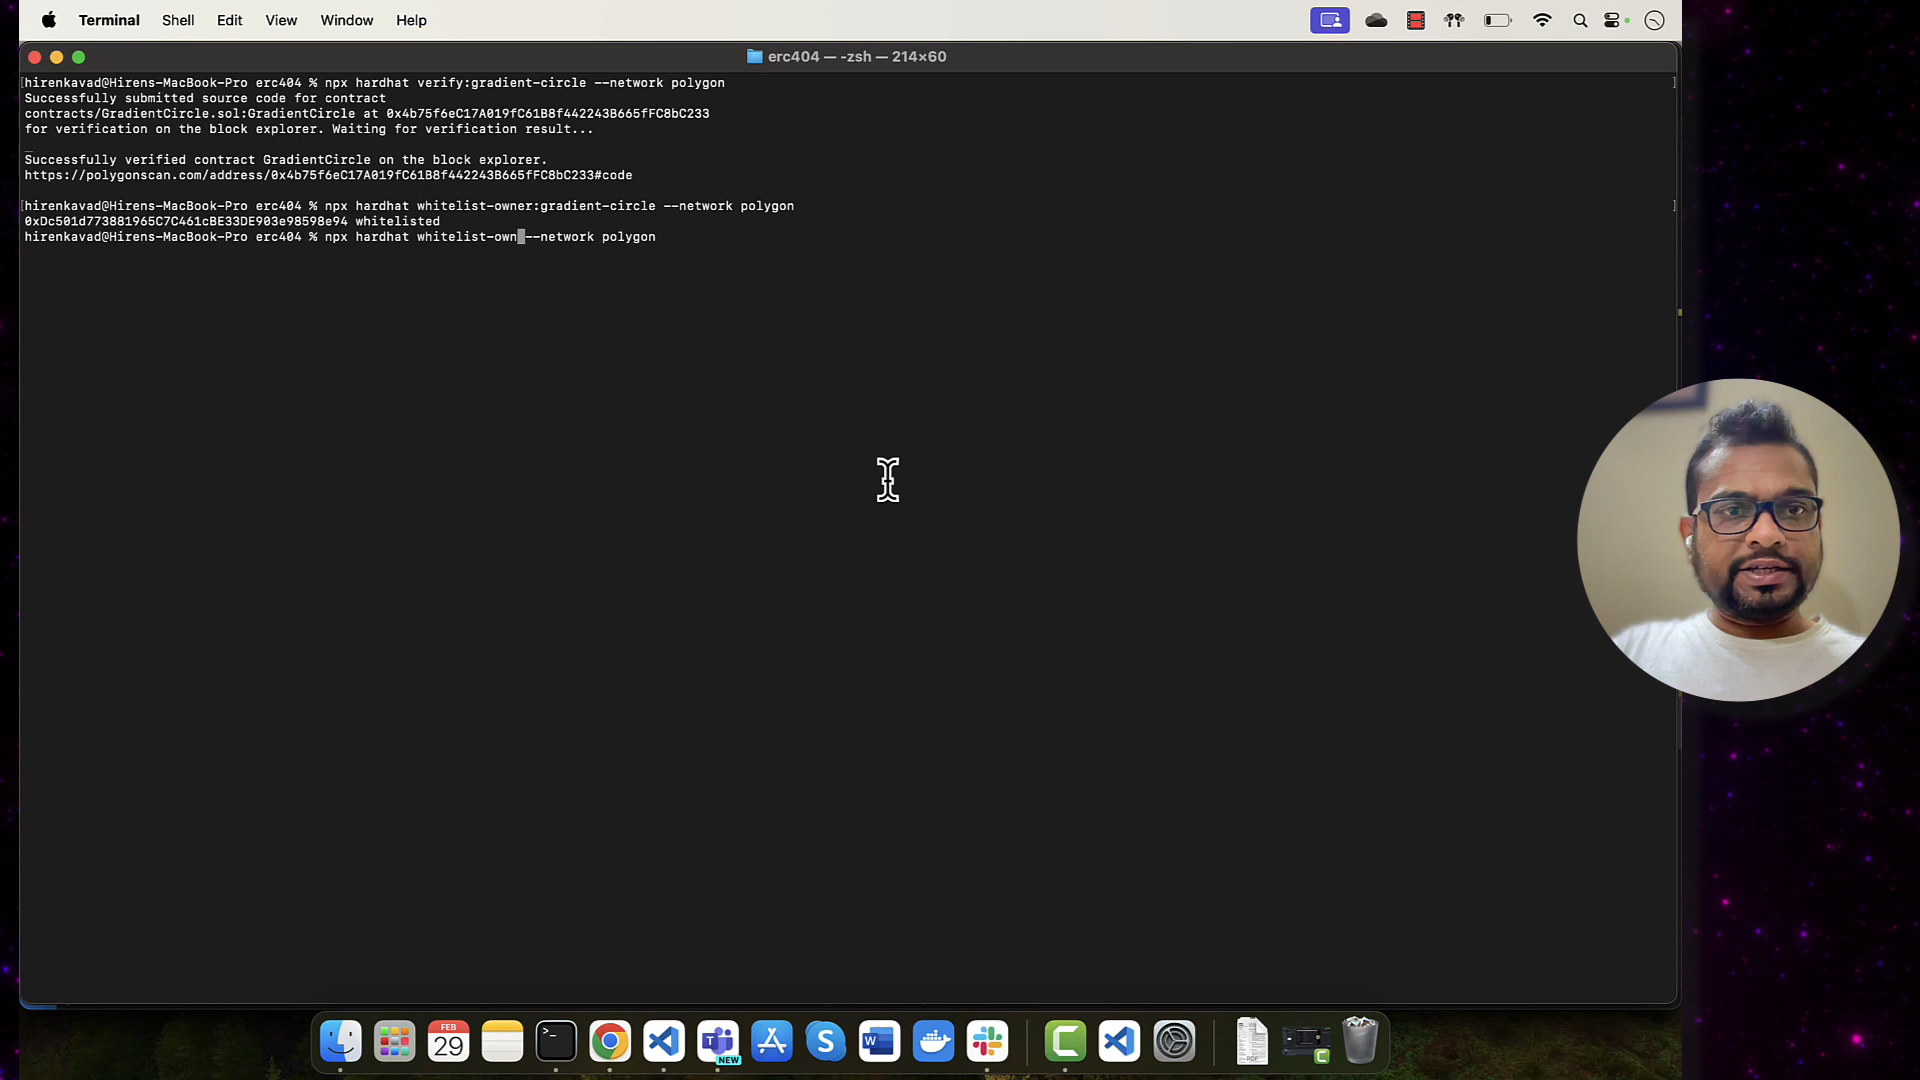 Terminal Shell Edit View Window Help
erc404 — -zsh — 214×60
hirenkavad@Hirens-MacBook-Pro erc404 % npx hardhat verify:gradient-circle --network polygon
Successfully submitted source code for contract
contracts/GradientCircle.sol:GradientCircle at 0x4b75f6eC17A019fC61B8f442243B665fFC8bC233
for verification on the block explorer. Waiting for verification result...
Successfully verified contract GradientCircle on the block explorer.
https://polygonscan.com/address/0x4b75f6eC17A019fC61B8f442243B665fFC8bC233#code
hirenkavad@Hirens-MacBook-Pro erc404 % npx hardhat whitelist-owner:gradient-circle --network polygon
0xDc501d773881965C7C461cBE33DE903e98598e94 whitelisted
hirenkavad@Hirens-MacBook-Pro erc404 % npx hardhat whitelist-own --network polygon
FEB
29
NEW
PDF